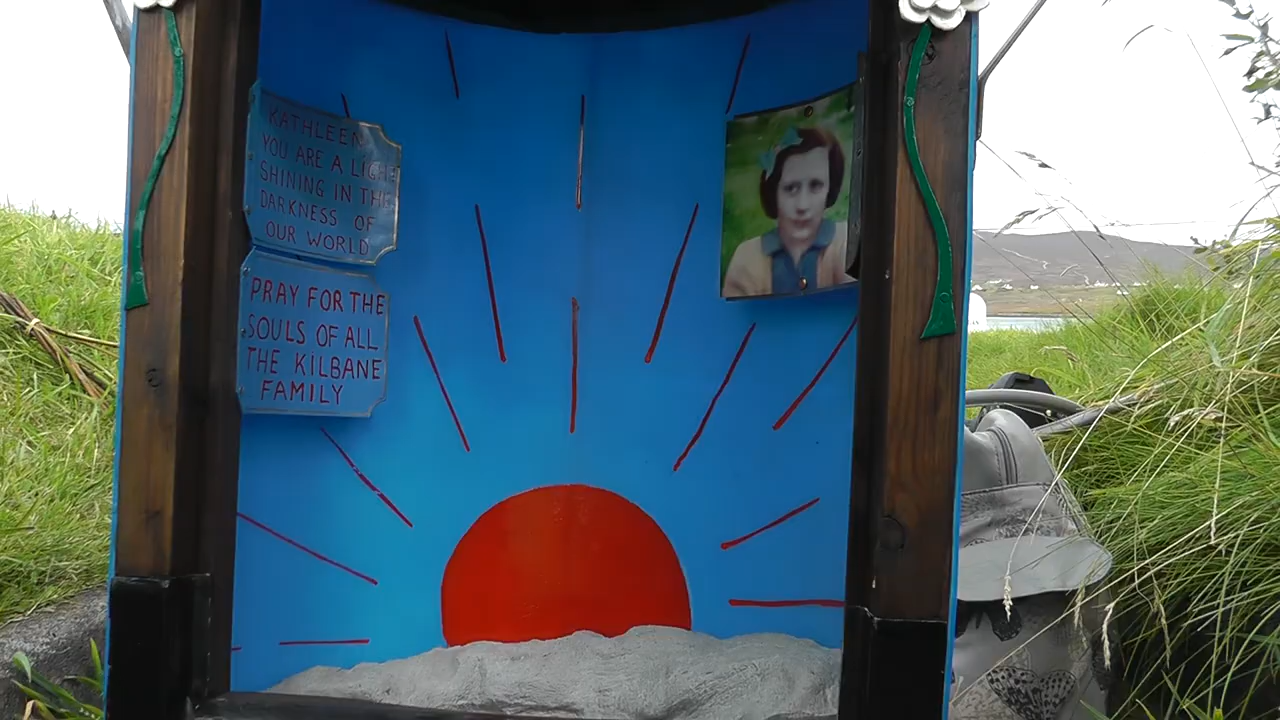 KATHLEEN
YOU ARE A LIGHT
SHINING IN THE
DARKNESS OF
OUR WORLD
PRAY FOR THE
SOULS OF ALL
THE KILBANE
FAMILY